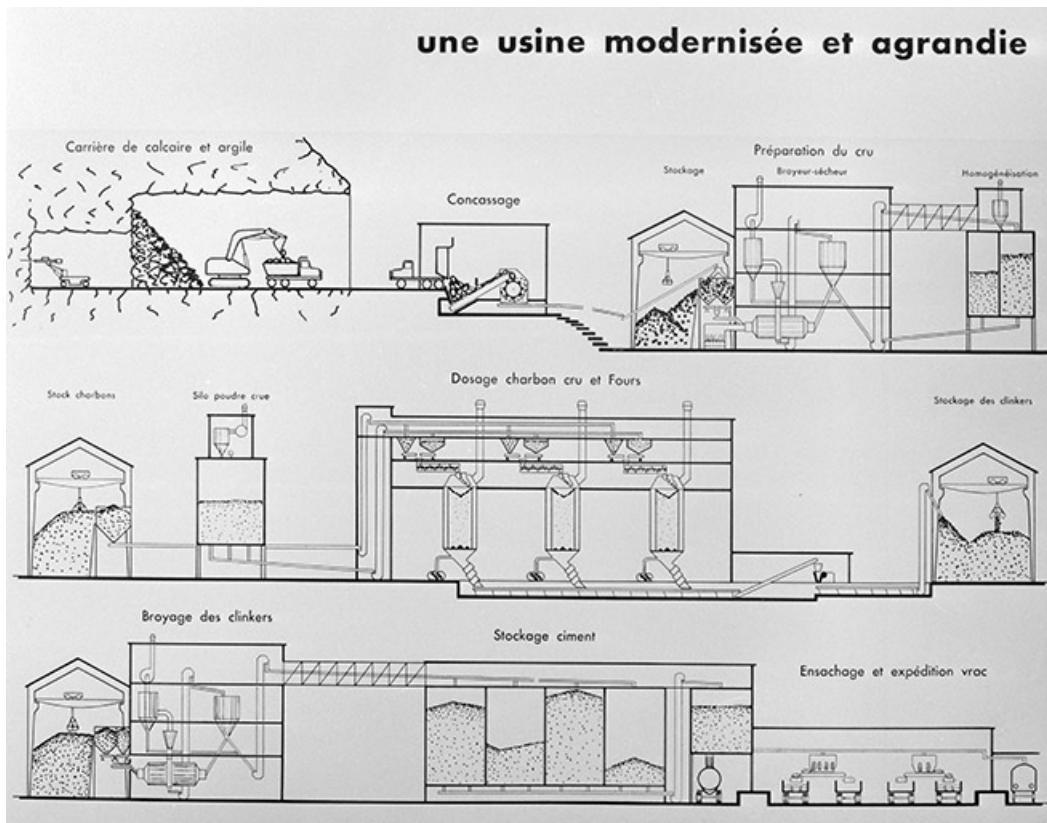 une usine modernisée et agrandie
Carrière de calcaire et argile
Concassage
Préparation du cru
Stockage
Broyeur-sécheur
Homogénéisation
Stock charbons
Silo poudre crue
Dosage charbon cru et Fours
Stockage des clinkers
Broyage des clinkers
Stockage ciment
Ensachage et expédition vrac